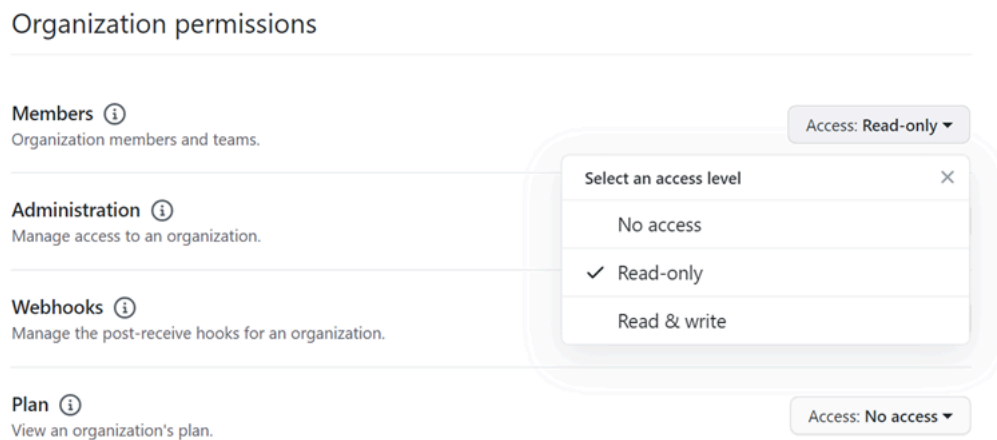 Organization permissions
Members
Organization members and teams.
Access: Read-only
Select an access level
No access
Read-only
Read & write
Administration
Manage access to an organization.
Webhooks
Manage the post-receive hooks for an organization.
Plan
View an organization's plan.
Access: No access